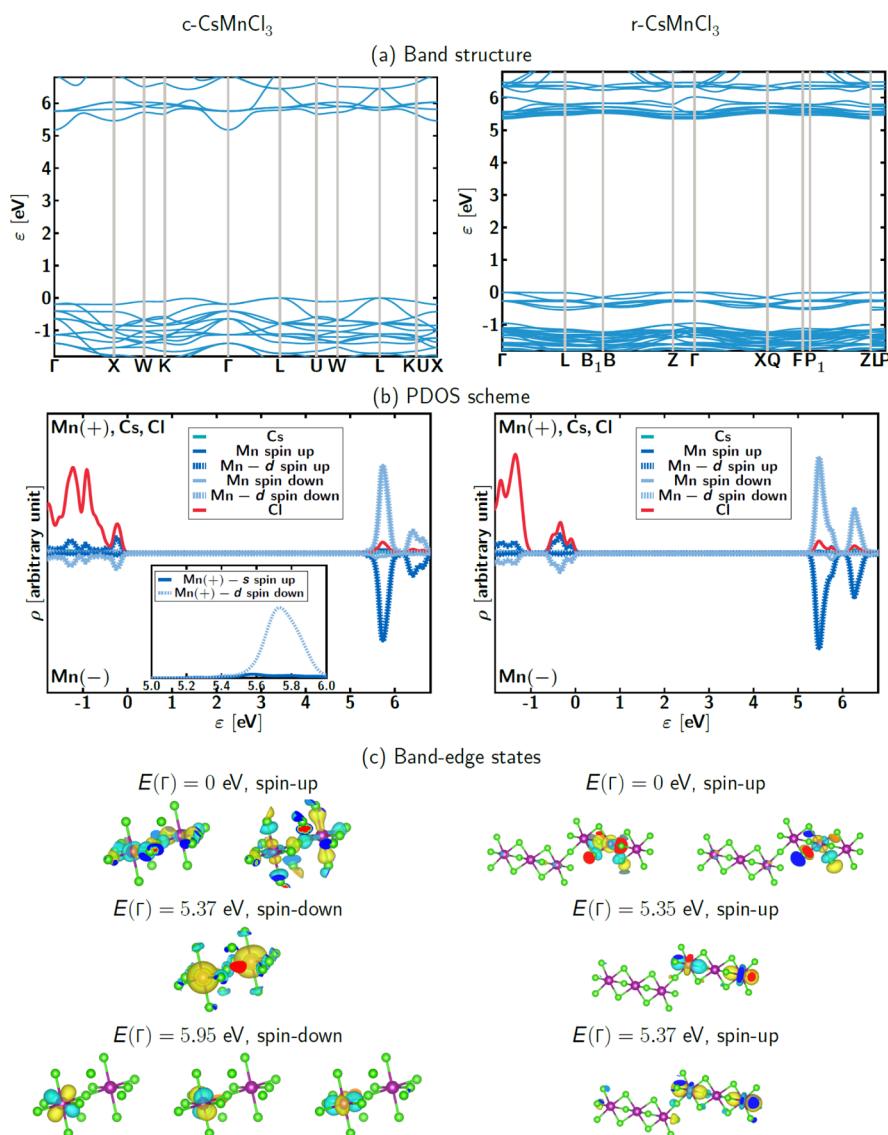 c-CsMnCl3 r-CsMnCl3
(a) Band structure
ε [eV]
6
5
4
3
2
1
0
-1
Γ X W K Γ L U W L K U X
ε [eV]
6
5
4
3
2
1
0
-1
Γ L B1 B Z Γ X Q F P1 Z L P
(b) PDOS scheme
Mn(+), Cs, Cl
Cs
Mn spin up
Mn − d spin up
Mn spin down
Mn − d spin down
Cl
ρ [arbitrary unit]
Mn(+) − s spin up
Mn(+) − d spin down
5.0 5.2 5.4 5.6 5.8 6.0
Mn(−)
-1 0 1 2 3 4 5 6
ε [eV]
Mn(+), Cs, Cl
Cs
Mn spin up
Mn − d spin up
Mn spin down
Mn − d spin down
Cl
ρ [arbitrary unit]
Mn(−)
-1 0 1 2 3 4 5 6
ε [eV]
(c) Band-edge states
E(Γ) = 0 eV, spin-up E(Γ) = 0 eV, spin-up
E(Γ) = 5.37 eV, spin-down E(Γ) = 5.35 eV, spin-up
E(Γ) = 5.95 eV, spin-down E(Γ) = 5.37 eV, spin-up